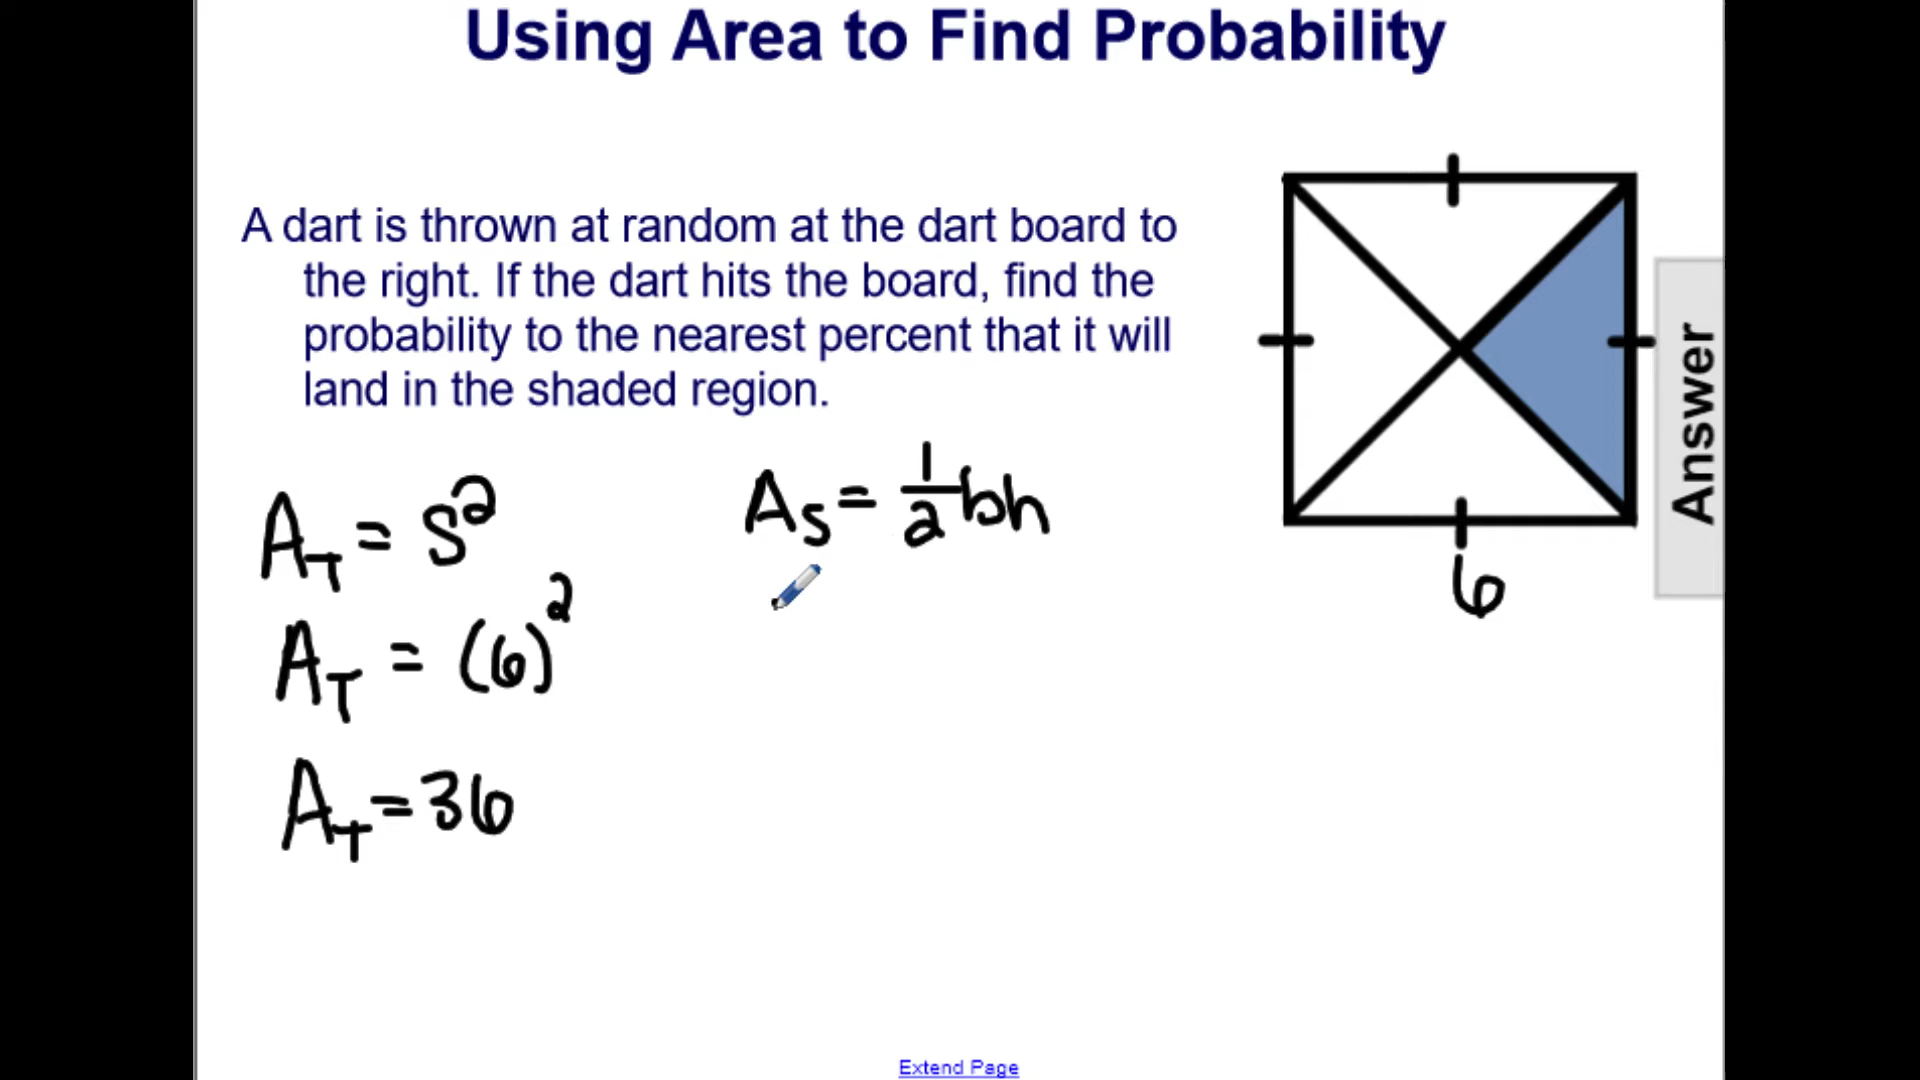 Using Area to Find Probability
A dart is thrown at random at the dart board to
the right. If the dart hits the board, find the
probability to the nearest percent that it will
land in the shaded region.
A_T = s²
A_T = (6)²
A_T = 36
A_S = 1/2 bh
6
Answer
Extend Page